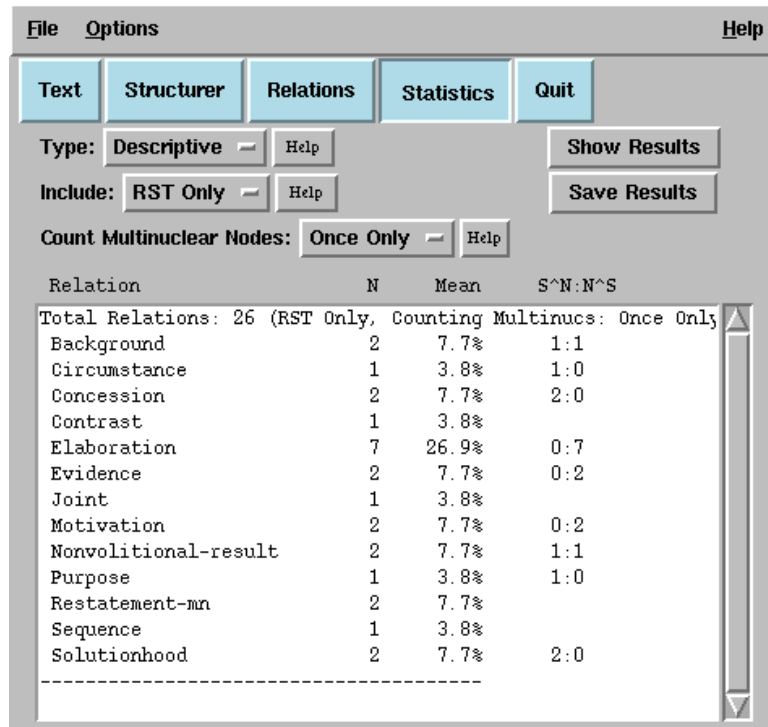 File Options Help
Text Structurer Relations Statistics Quit
Type: Descriptive Help Show Results
Include: RST Only Help Save Results
Count Multinuclear Nodes: Once Only Help
Relation N Mean S^N:N^S
Total Relations: 26 (RST Only, Counting Multinucs: Once Only
Background 2 7.7% 1:1
Circumstance 1 3.8% 1:0
Concession 2 7.7% 2:0
Contrast 1 3.8%
Elaboration 7 26.9% 0:7
Evidence 2 7.7% 0:2
Joint 1 3.8%
Motivation 2 7.7% 0:2
Nonvolitional-result 2 7.7% 1:1
Purpose 1 3.8% 1:0
Restatement-mn 2 7.7%
Sequence 1 3.8%
Solutionhood 2 7.7% 2:0
---------------------------------------